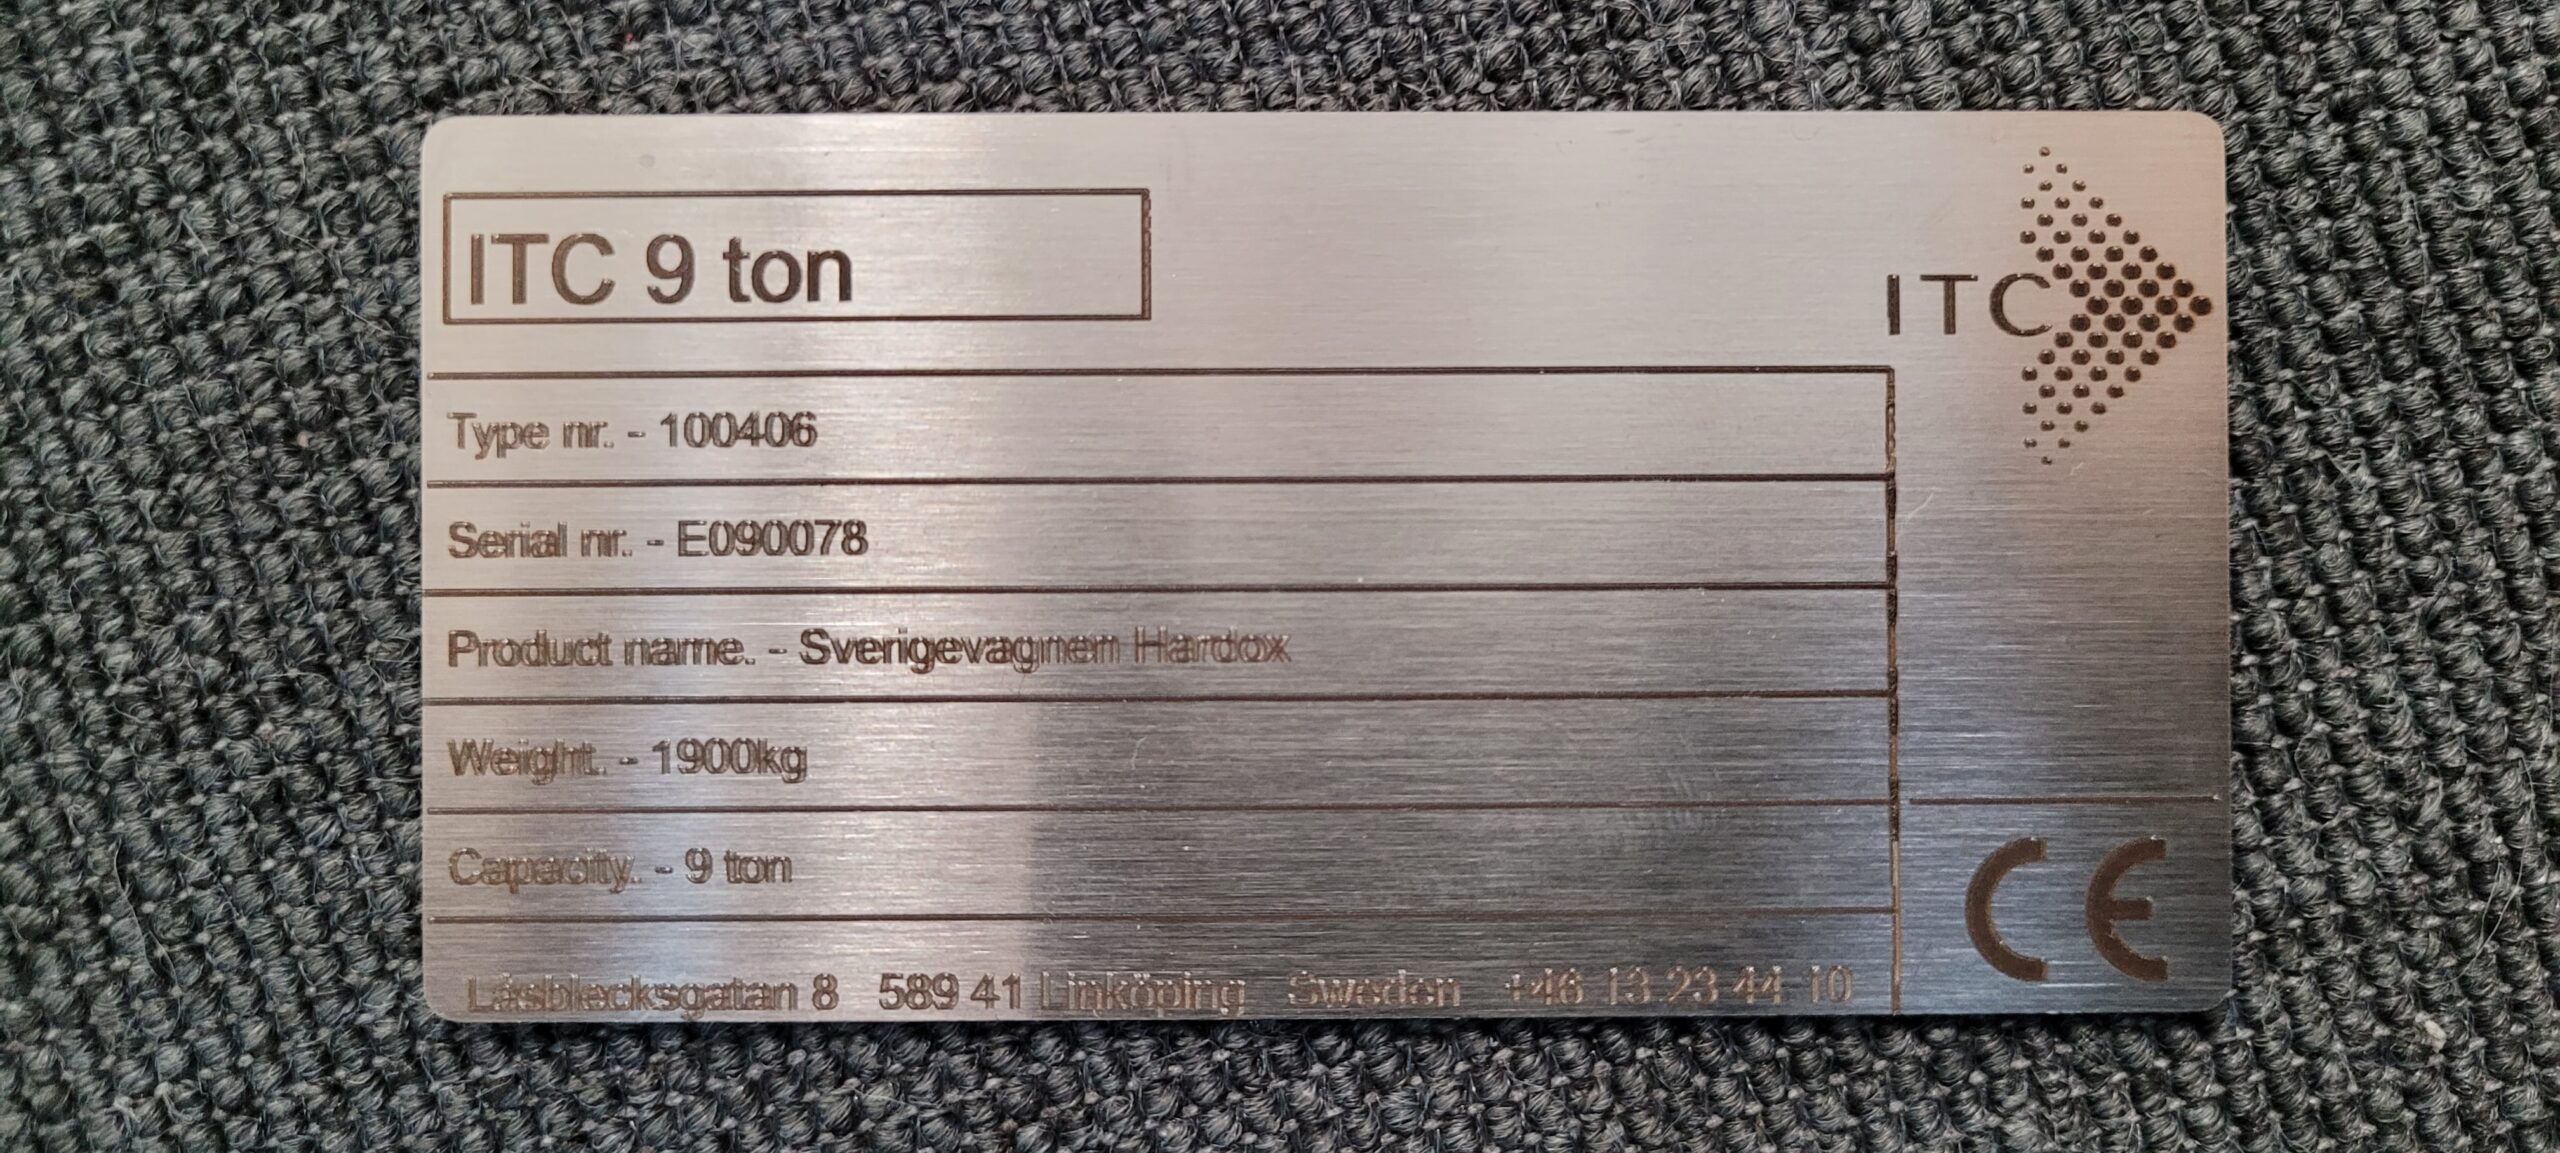 ITC 9 ton
ITC
Type nr. - 100406
Serial nr. - E090078
Product name. - Sverigevagnen Hardox
Weight. - 1900kg
Capacity. - 9 ton
CE
Låsblecksgatan 8 589 41 Linköping Sweden +46 13 23 44 10